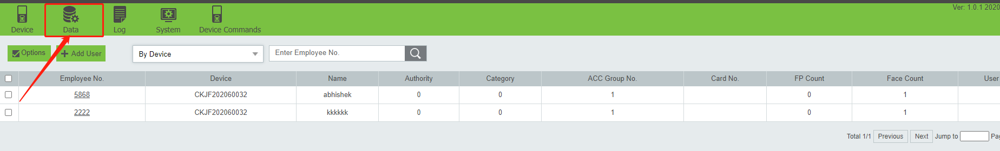 Ver: 1.0.1 2020
Device Data Log System Device Commands
Options Add User By Device Enter Employee No.
Employee No. Device Name Authority Category ACC Group No. Card No. FP Count Face Count User
5868 CKJF202060032 abhishek 0 0 1 0 1
2222 CKJF202060032 kkkkkk 0 0 1 0 1
Total 1/1 Previous Next Jump to Pa